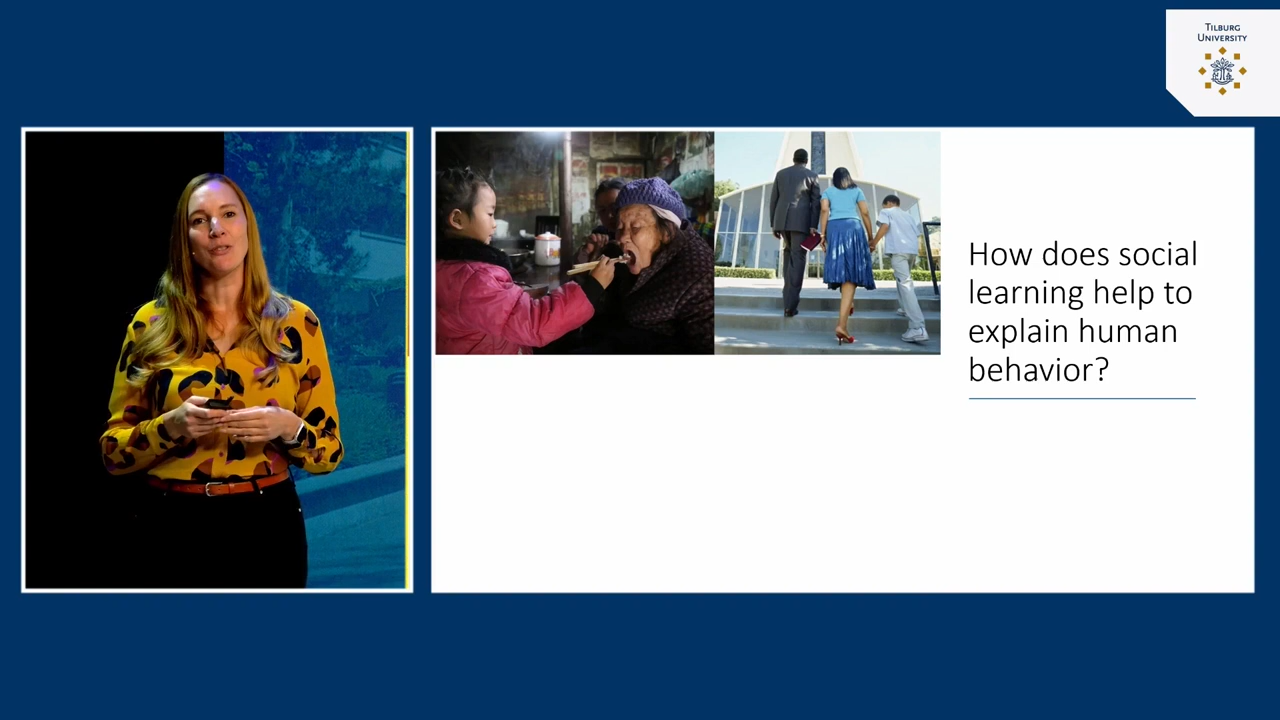 TILBURG
UNIVERSITY
How does social
learning help to
explain human
behavior?